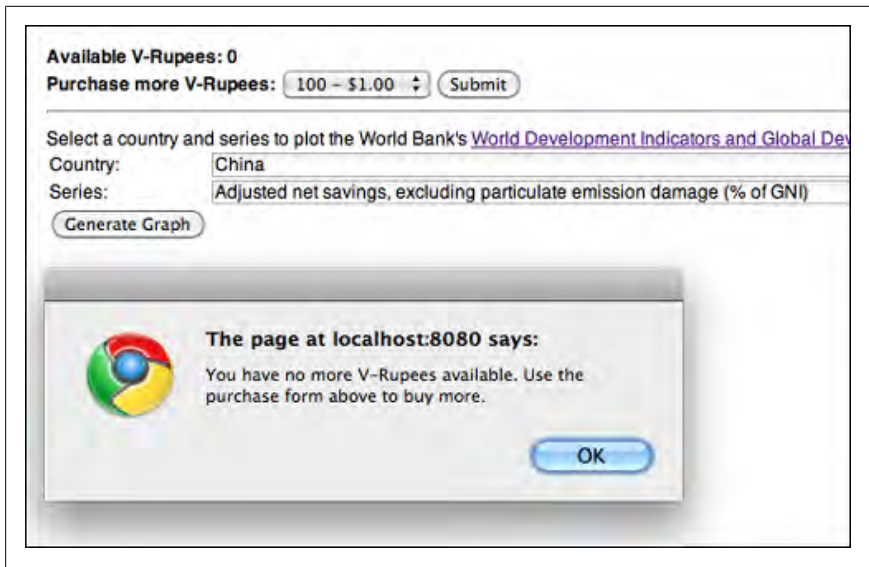 Available V-Rupees: 0
Purchase more V-Rupees: 100 - $1.00 Submit
Select a country and series to plot the World Bank's World Development Indicators and Global Dev
Country: China
Series: Adjusted net savings, excluding particulate emission damage (% of GNI)
Generate Graph
The page at localhost:8080 says:
You have no more V-Rupees available. Use the
purchase form above to buy more.
OK